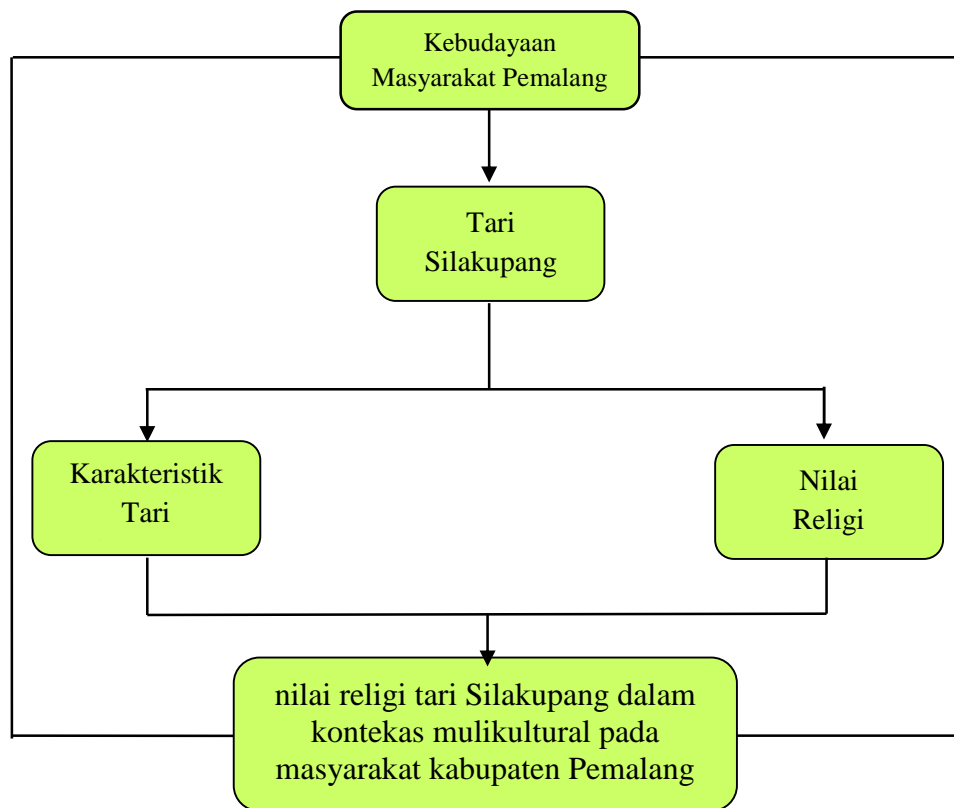 Kebudayaan
Masyarakat Pemalang
Tari
Silakupang
Karakteristik
Tari
Nilai
Religi
nilai religi tari Silakupang dalam
kontekas mulikultural pada
masyarakat kabupaten Pemalang